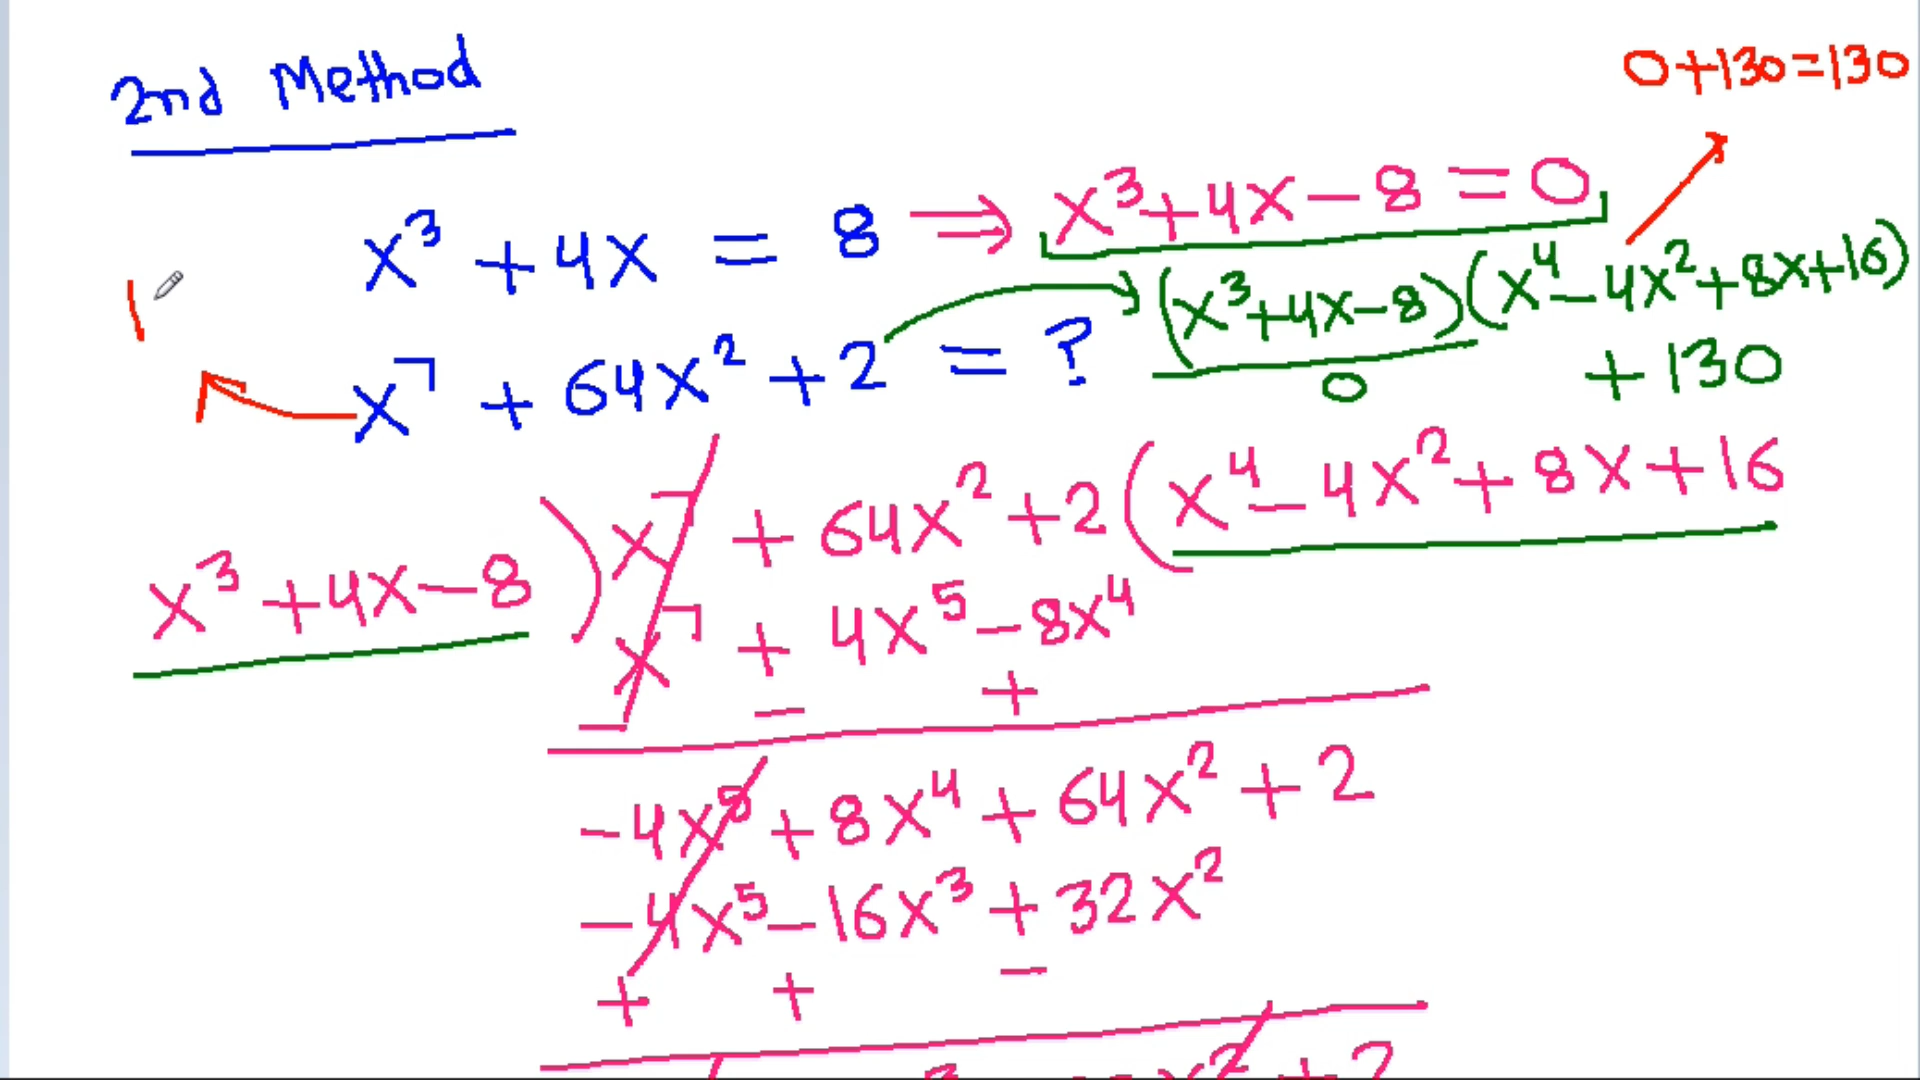 2nd Method
0+130=130
x³ + 4x = 8 ⇒ x³+4x-8=0
(x³+4x-8)(x⁴-4x²+8x+16)
x⁷ + 64x² + 2 = ?
0 +130
x³+4x-8) x⁷ + 64x²+2 (x⁴-4x²+8x+16
x⁷ + 4x⁵-8x⁴
- - +
-4x⁵+8x⁴+64x²+2
-4x⁵-16x³+32x²
+ + -